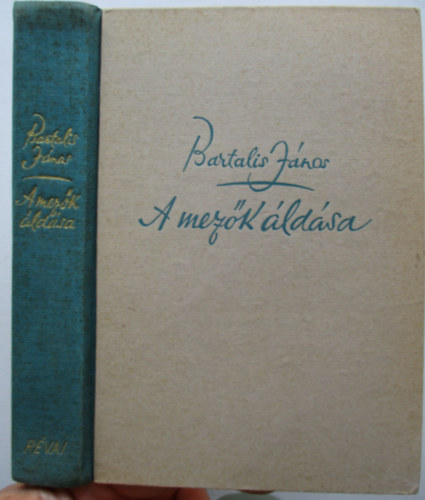 Bartalis
János
A mezők
áldása
RÉVAI
Bartalis János
A mezők áldása